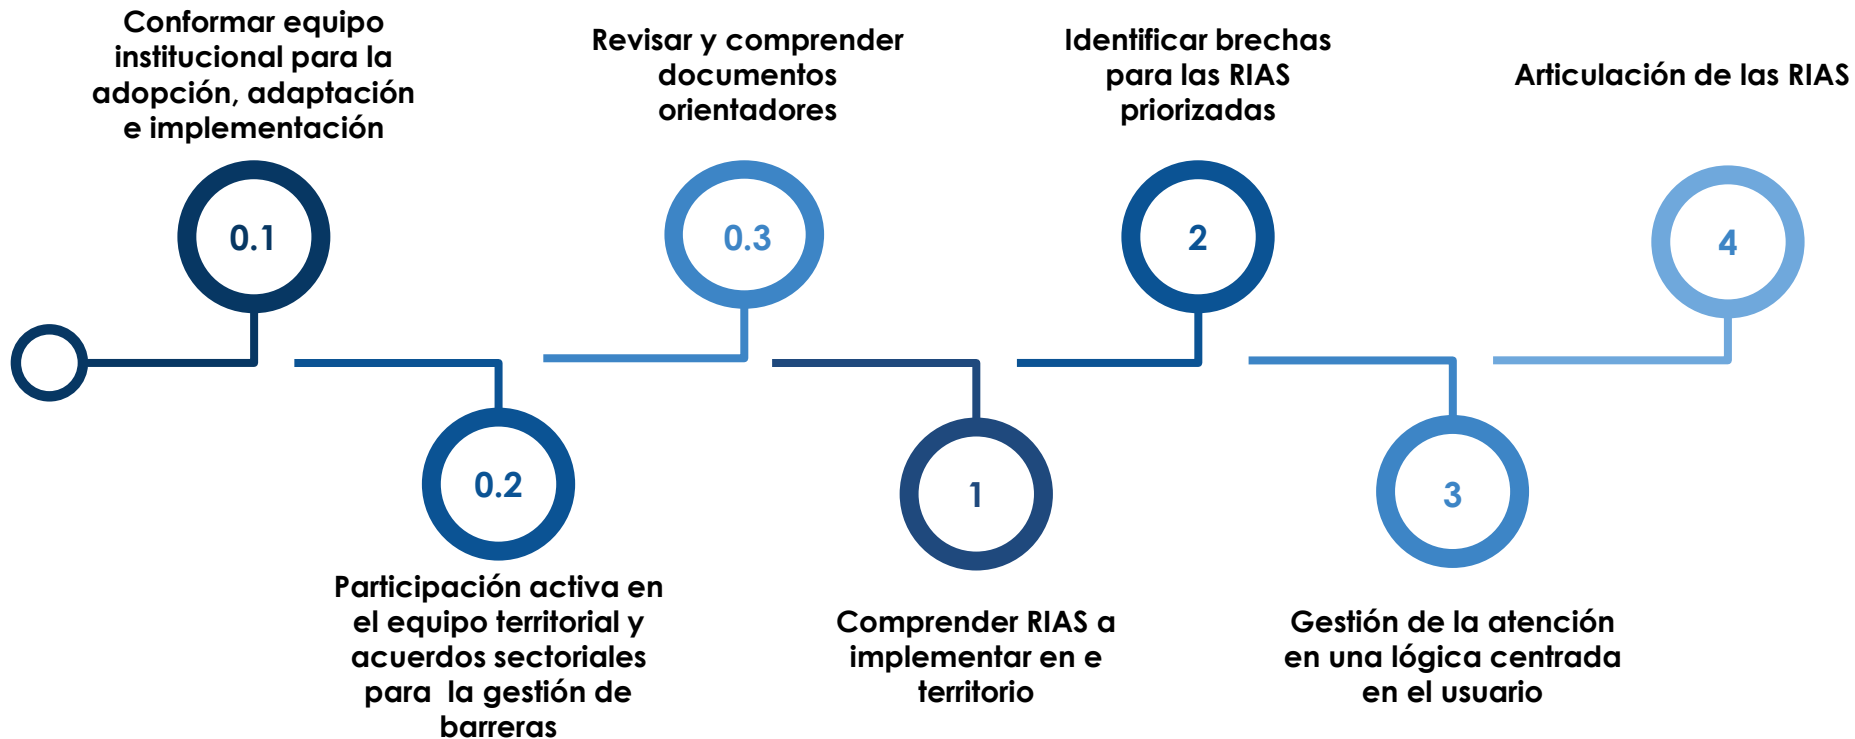 Conformar equipo
institucional para la
adopción, adaptación
e implementación
0.1
0.2
Participación activa en
el equipo territorial y
acuerdos sectoriales
para la gestión de
barreras
Revisar y comprender
documentos
orientadores
0.3
1
Comprender RIAS a
implementar en e
territorio
Identificar brechas
para las RIAS
priorizadas
2
3
Gestión de la atención
en una lógica centrada
en el usuario
Articulación de las RIAS
4